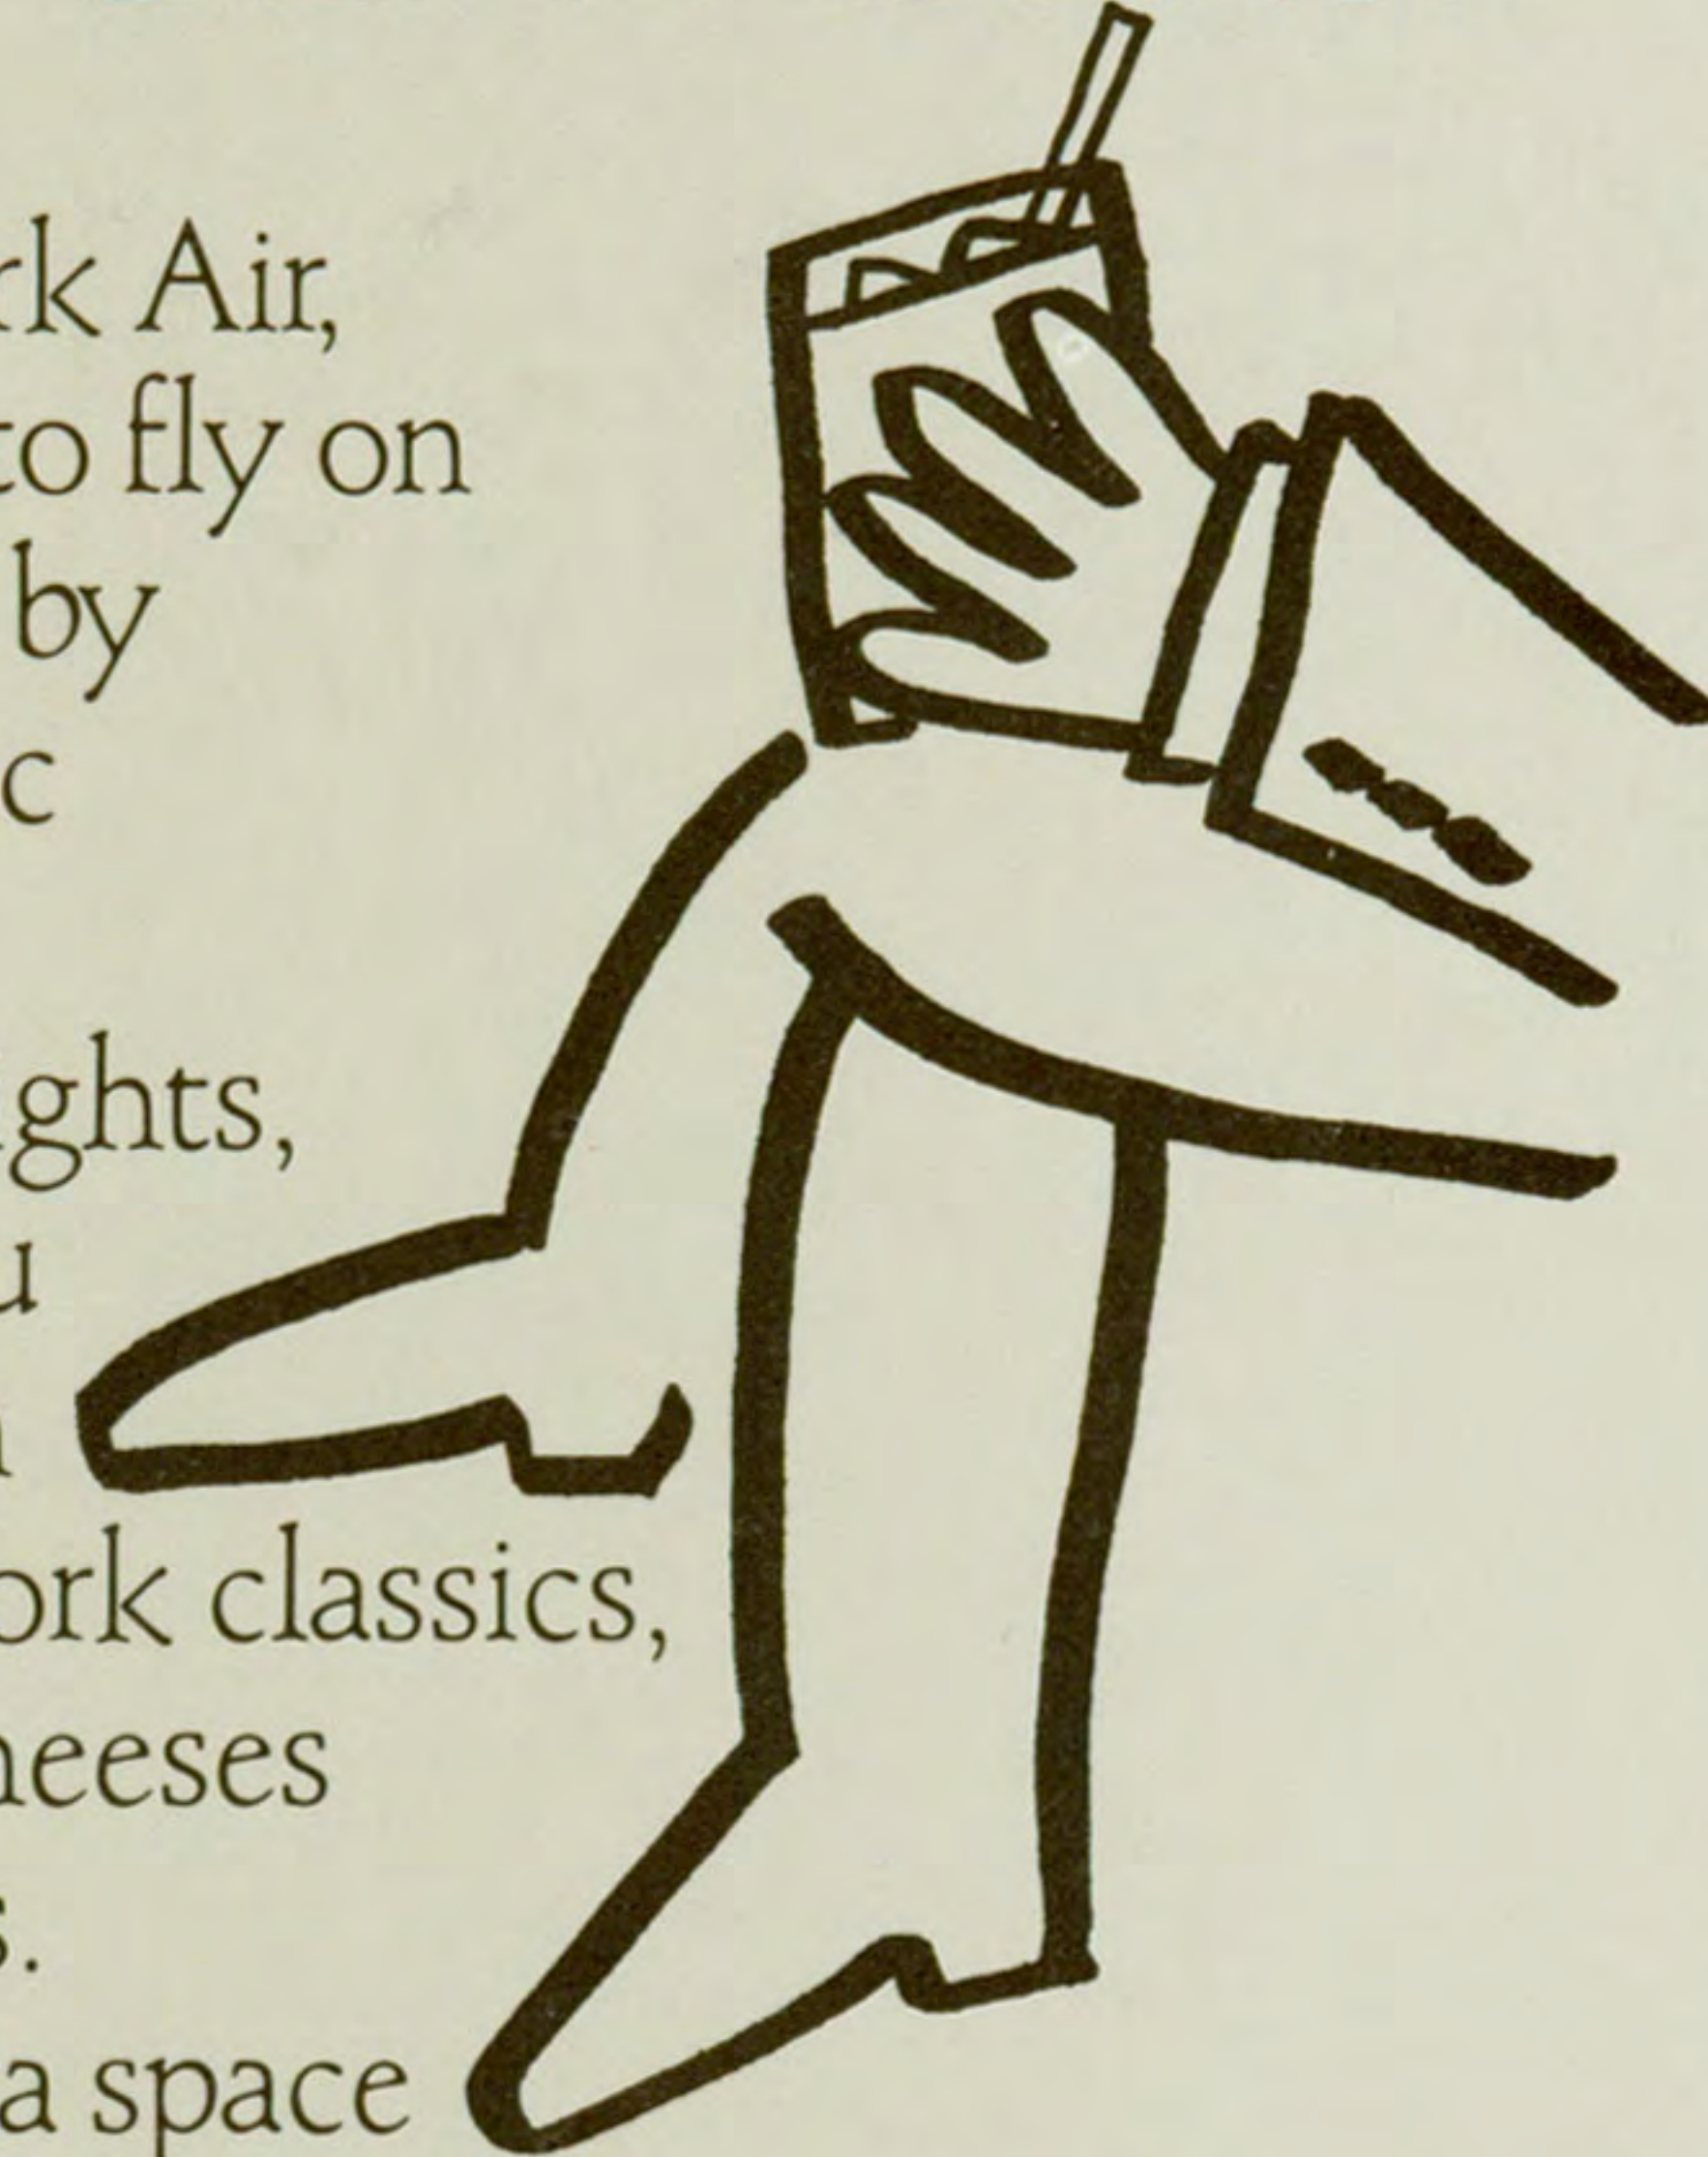 rk Air,
to fly on
by
c
ghts,
u
ork classics,
heeses
s.
a space